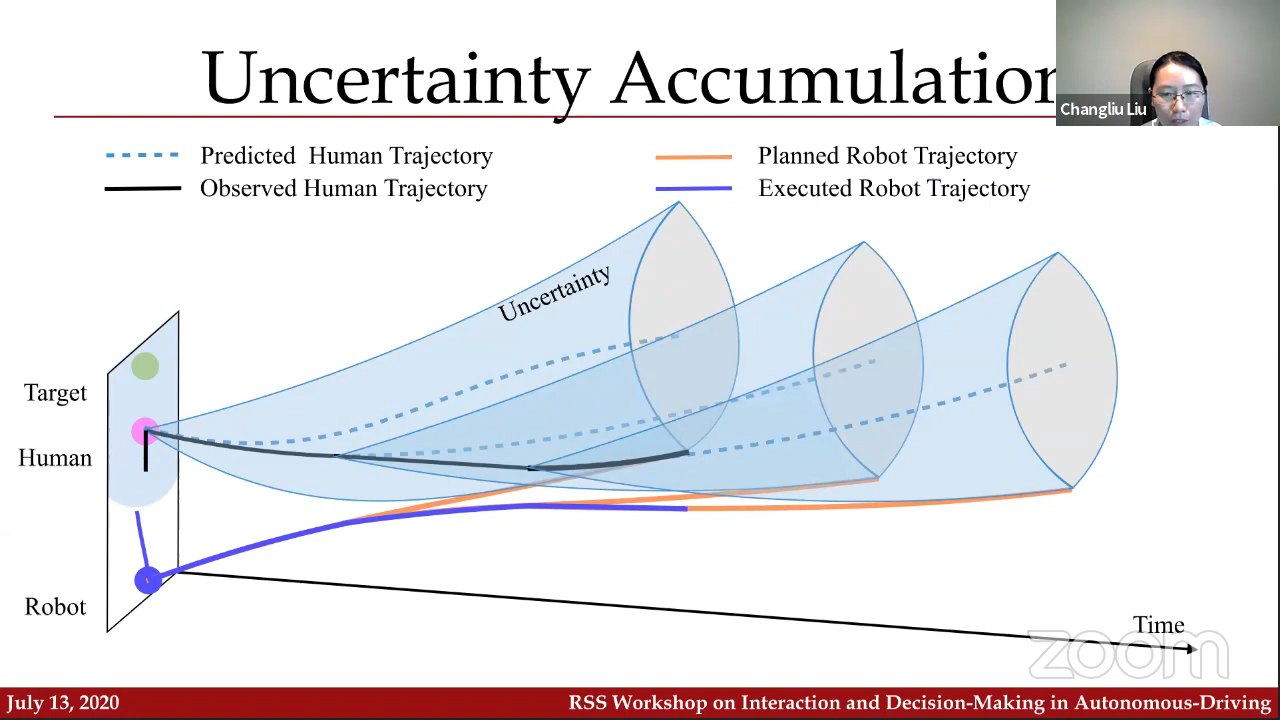 Uncertainty Accumulation
Changliu Liu
Predicted Human Trajectory
Planned Robot Trajectory
Observed Human Trajectory
Executed Robot Trajectory
Uncertainty
Target
Human
Robot
Time
zoom
July 13, 2020
RSS Workshop on Interaction and Decision-Making in Autonomous-Driving